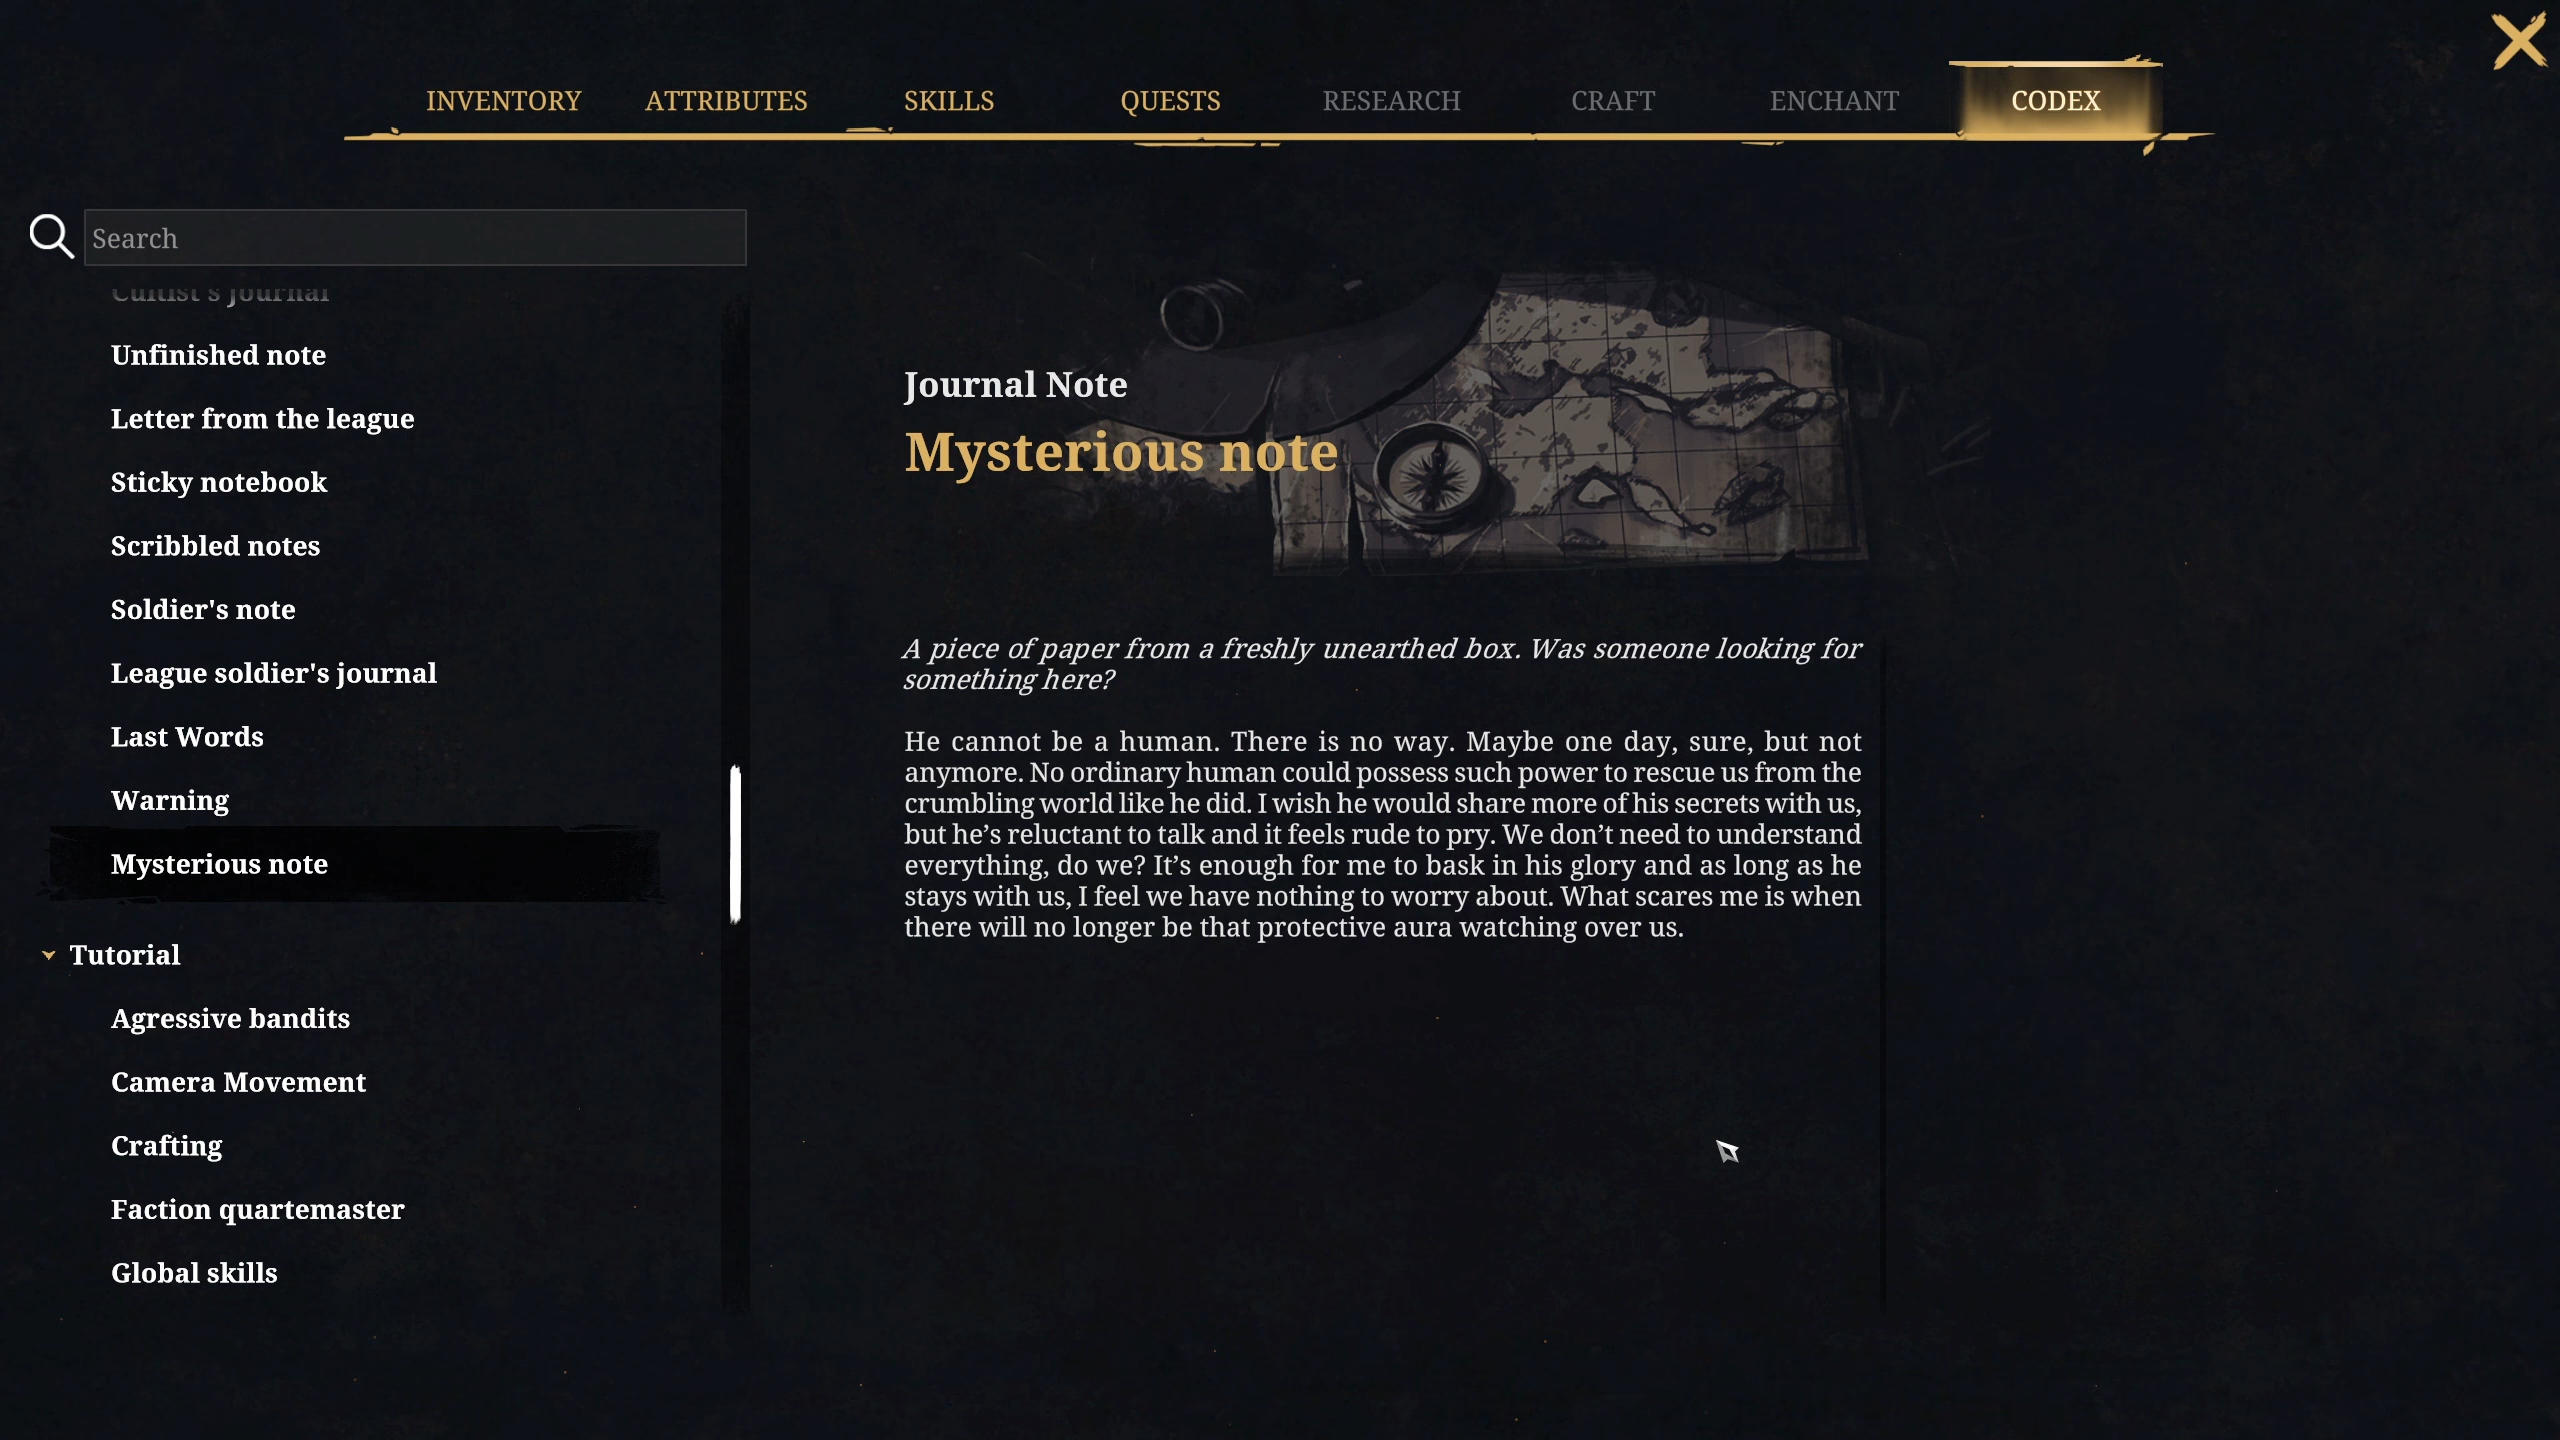 INVENTORY
ATTRIBUTES
SKILLS
QUESTS
RESEARCH
CRAFT
ENCHANT
CODEX
Search
Cultist's journal
Unfinished note
Letter from the league
Sticky notebook
Scribbled notes
Soldier's note
League soldier's journal
Last Words
Warning
Mysterious note
Tutorial
Agressive bandits
Camera Movement
Crafting
Faction quartemaster
Global skills
Journal Note
Mysterious note
A piece of paper from a freshly unearthed box. Was someone looking for
something here?
He cannot be a human. There is no way. Maybe one day, sure, but not
anymore. No ordinary human could possess such power to rescue us from the
crumbling world like he did. I wish he would share more of his secrets with us,
but he’s reluctant to talk and it feels rude to pry. We don’t need to understand
everything, do we? It’s enough for me to bask in his glory and as long as he
stays with us, I feel we have nothing to worry about. What scares me is when
there will no longer be that protective aura watching over us.